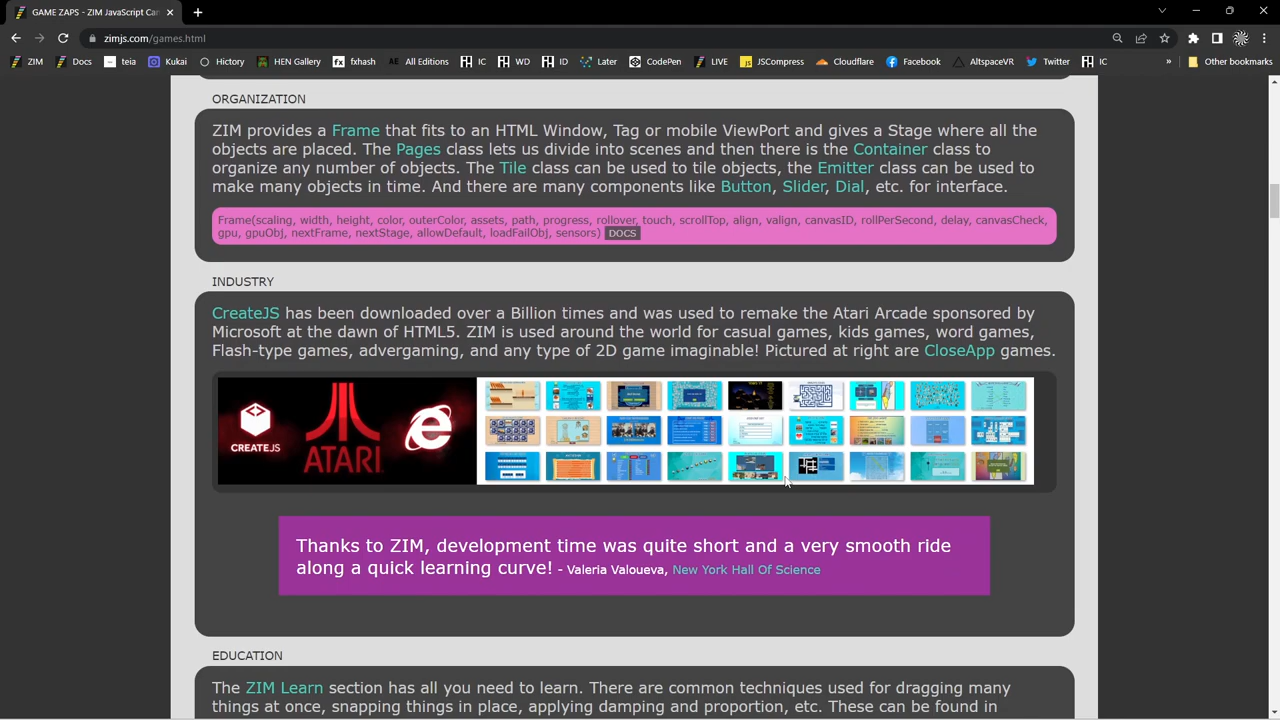 GAME ZAPS - ZIM JavaScript Can
zimjs.com/games.html
ZIM
Docs
teia
Kukai
Hictory
HEN Gallery
fxhash
All Editions
IC
WD
ID
Later
CodePen
LIVE
JSCompress
Cloudflare
Facebook
AltspaceVR
Twitter
IC
»
Other bookmarks
ORGANIZATION
ZIM provides a Frame that fits to an HTML Window, Tag or mobile ViewPort and gives a Stage where all the
objects are placed. The Pages class lets us divide into scenes and then there is the Container class to
organize any number of objects. The Tile class can be used to tile objects, the Emitter class can be used to
make many objects in time. And there are many components like Button, Slider, Dial, etc. for interface.
Frame(scaling, width, height, color, outerColor, assets, path, progress, rollover, touch, scrollTop, align, valign, canvasID, rollPerSecond, delay, canvasCheck,
gpu, gpuObj, nextFrame, nextStage, allowDefault, loadFailObj, sensors) DOCS
INDUSTRY
CreateJS has been downloaded over a Billion times and was used to remake the Atari Arcade sponsored by
Microsoft at the dawn of HTML5. ZIM is used around the world for casual games, kids games, word games,
Flash-type games, advergaming, and any type of 2D game imaginable! Pictured at right are CloseApp games.
CREATEJS
ATARI
Thanks to ZIM, development time was quite short and a very smooth ride
along a quick learning curve! - Valeria Valoueva, New York Hall Of Science
EDUCATION
The ZIM Learn section has all you need to learn. There are common techniques used for dragging many
things at once, snapping things in place, applying damping and proportion, etc. These can be found in